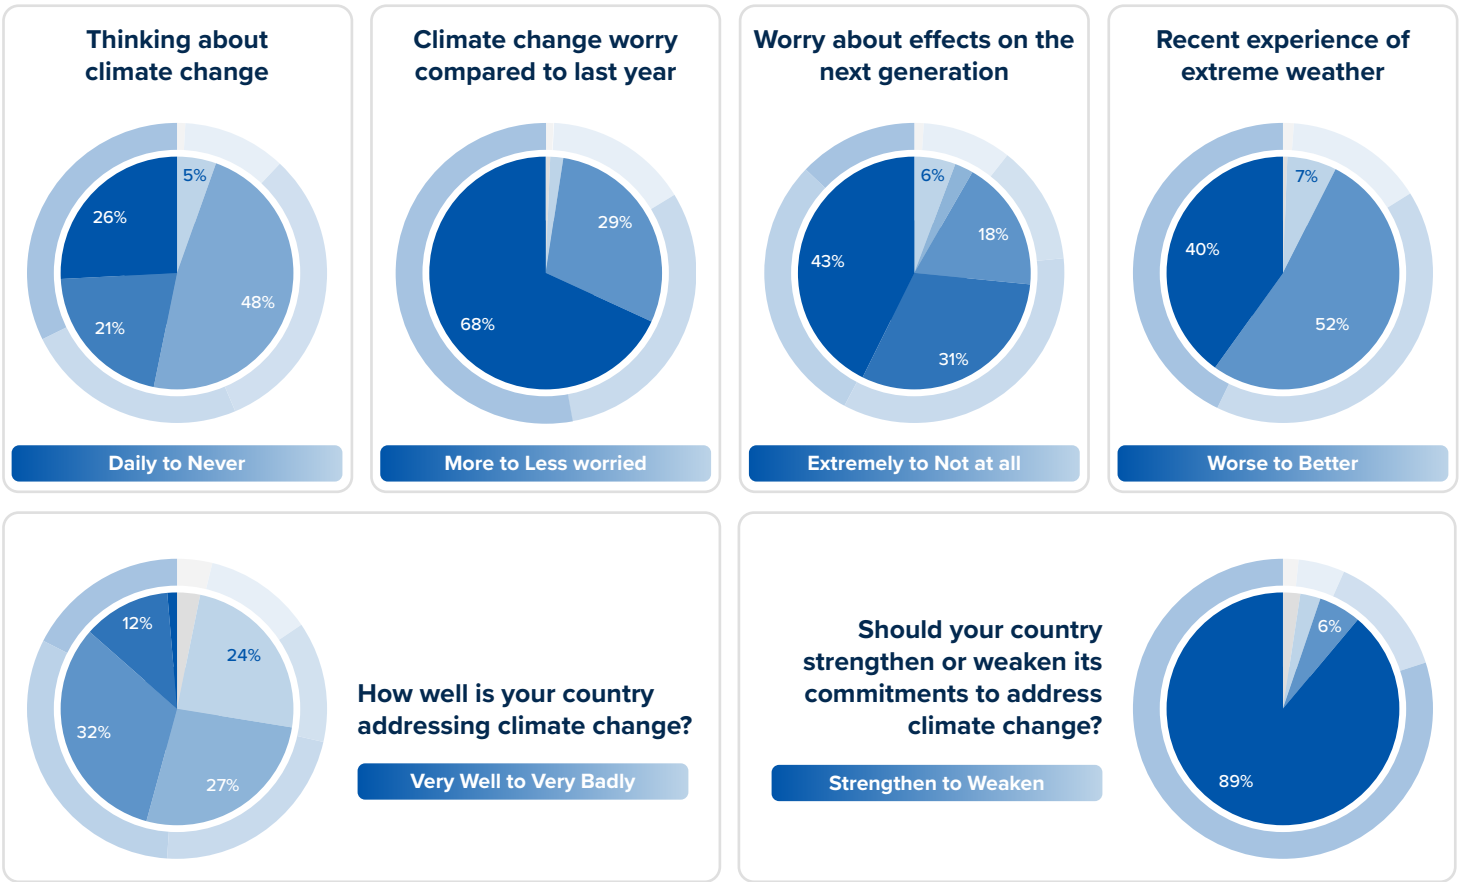 Thinking about
climate change
5%
26%
48%
21%
Daily to Never
Climate change worry
compared to last year
29%
68%
More to Less worried
Worry about effects on the
next generation
6%
18%
43%
31%
Extremely to Not at all
Recent experience of
extreme weather
7%
40%
52%
Worse to Better
12%
24%
32%
27%
How well is your country
addressing climate change?
Very Well to Very Badly
Should your country
strengthen or weaken its
commitments to address
climate change?
Strengthen to Weaken
6%
89%